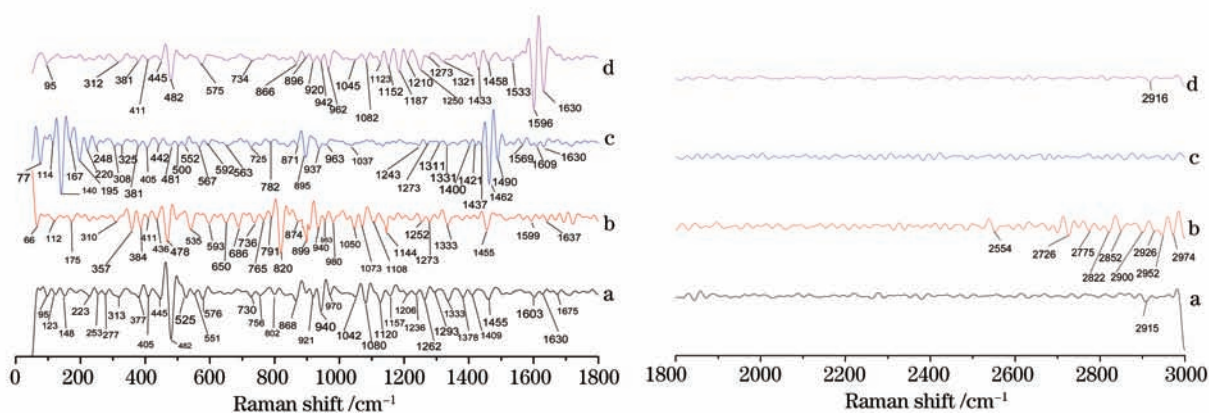 95 312 381 411 445 482 575 734 866 896 920 942 962 1045 1082 1123 1152 1187 1210 1250 1273 1321 1433 1458 1533 1596 1630 d
77 114 140 167 195 220 248 308 325 381 405 442 481 500 552 567 592 563 725 782 871 895 937 963 1037 1243 1273 1311 1331 1400 1421 1437 1462 1490 1569 1609 1630 c
66 112 175 310 357 384 411 436 478 535 593 650 686 736 765 791 820 874 899 940 963 980 1050 1073 1108 1144 1252 1273 1333 1455 1599 1637 b
95 123 148 223 253 277 313 377 405 445 482 525 551 576 730 756 802 868 921 940 970 1042 1080 1120 1157 1206 1236 1262 1293 1333 1378 1409 1455 1603 1630 1675 a
0 200 400 600 800 1000 1200 1400 1600 1800
Raman shift /cm⁻¹
2916 d
c
2554 2726 2775 2822 2852 2900 2926 2952 2974 b
2915 a
1800 2000 2200 2400 2600 2800 3000
Raman shift /cm⁻¹